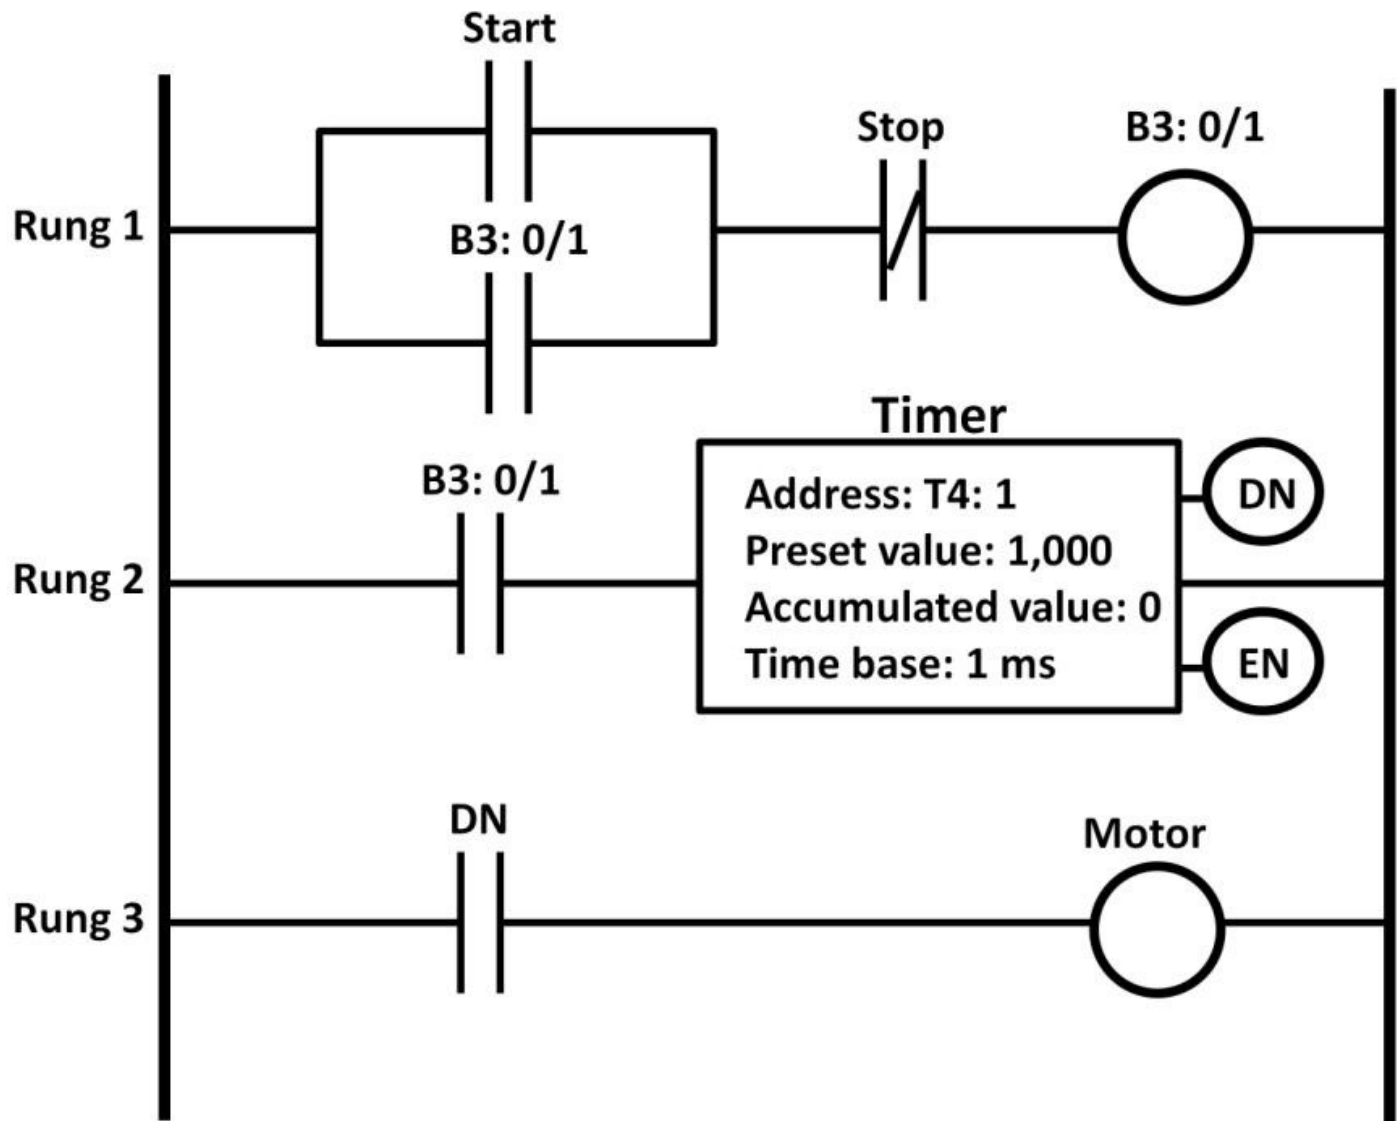 Start
Stop
B3: 0/1
Rung 1
B3: 0/1
Timer
B3: 0/1
Address: T4: 1
DN
Preset value: 1,000
Rung 2
Accumulated value: 0
Time base: 1 ms
EN
DN
Motor
Rung 3